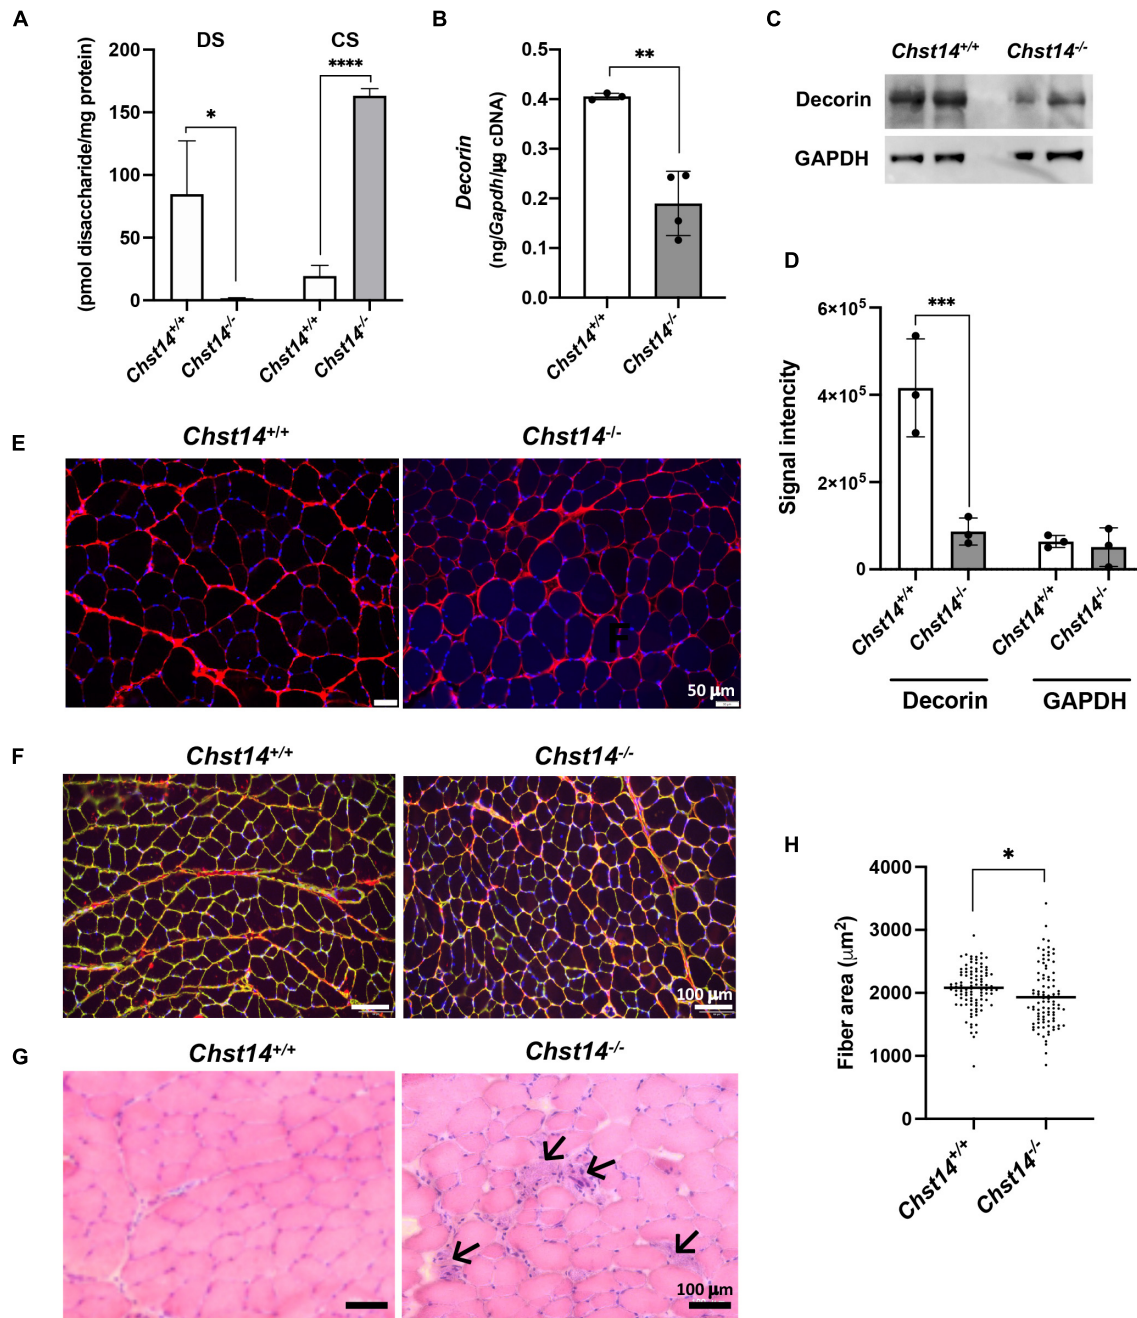 A
DS
CS
(pmol disaccharide/mg protein)
200
150
100
50
0
*
****
Chst14+/+
Chst14-/-
Chst14+/+
Chst14-/-
B
Decorin
(ng/Gapdh/µg cDNA)
0.5
0.4
0.3
0.2
0.1
0.0
**
Chst14+/+
Chst14-/-
C
Chst14+/+
Chst14-/-
Decorin
GAPDH
D
Signal intencity
6×10⁵
4×10⁵
2×10⁵
0
***
Chst14+/+
Chst14-/-
Chst14+/+
Chst14-/-
Decorin
GAPDH
E
Chst14+/+
Chst14-/-
F
50 µm
F
Chst14+/+
Chst14-/-
100 µm
G
Chst14+/+
Chst14-/-
100 µm
H
Fiber area (µm²)
4000
3000
2000
1000
0
*
Chst14+/+
Chst14-/-